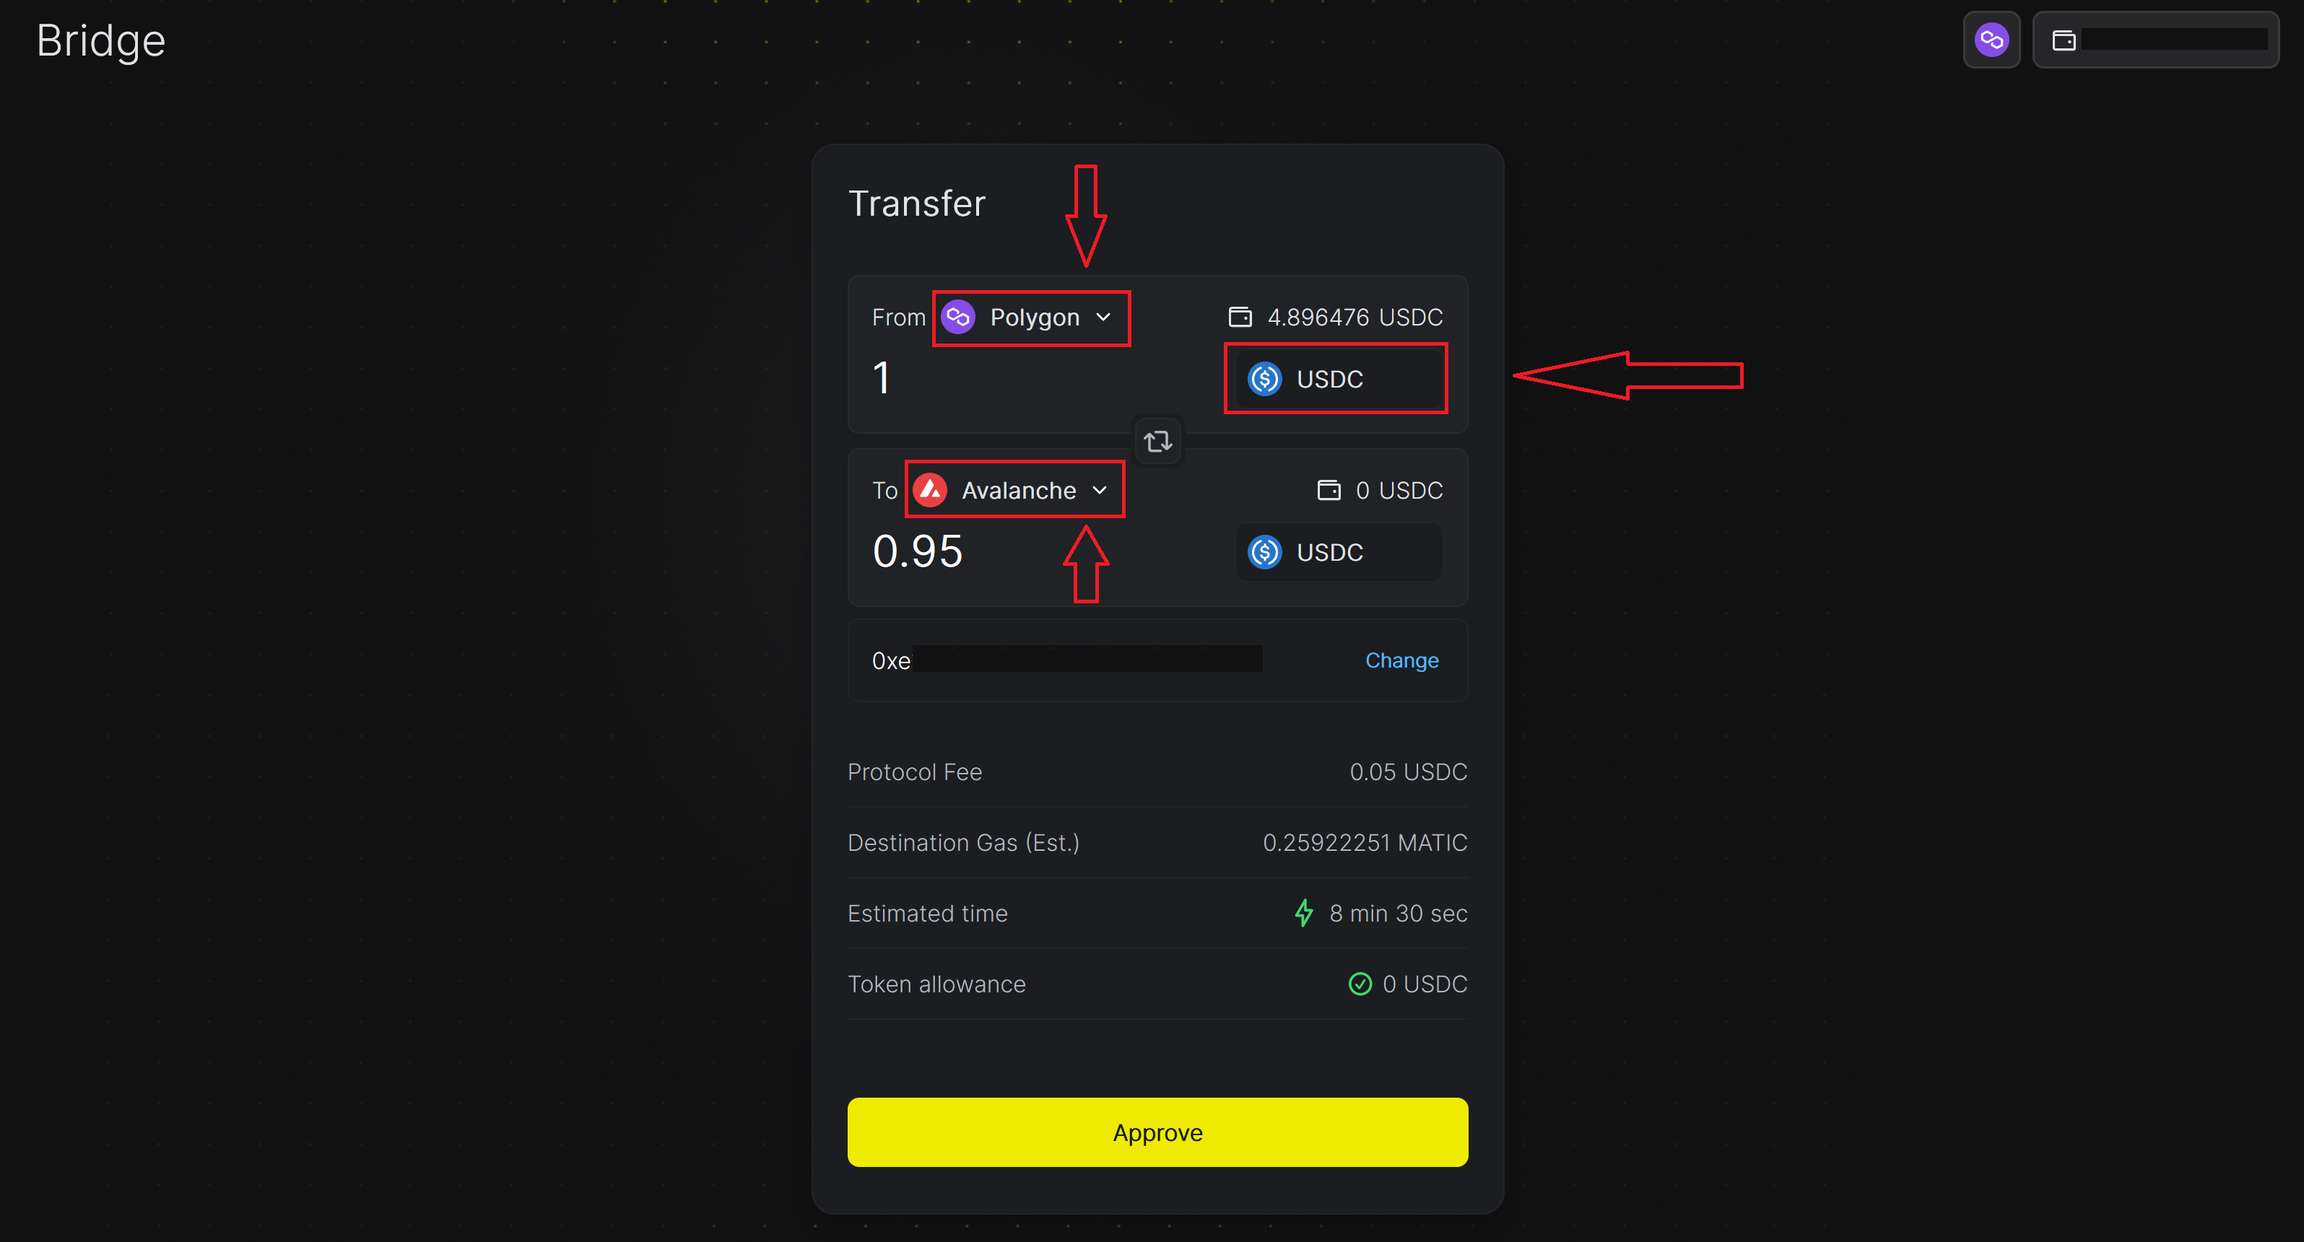 Bridge
Transfer
From Polygon 4.896476 USDC
1 USDC
To Avalanche 0 USDC
0.95 USDC
0xe Change
Protocol Fee 0.05 USDC
Destination Gas (Est.) 0.25922251 MATIC
Estimated time 8 min 30 sec
Token allowance 0 USDC
Approve